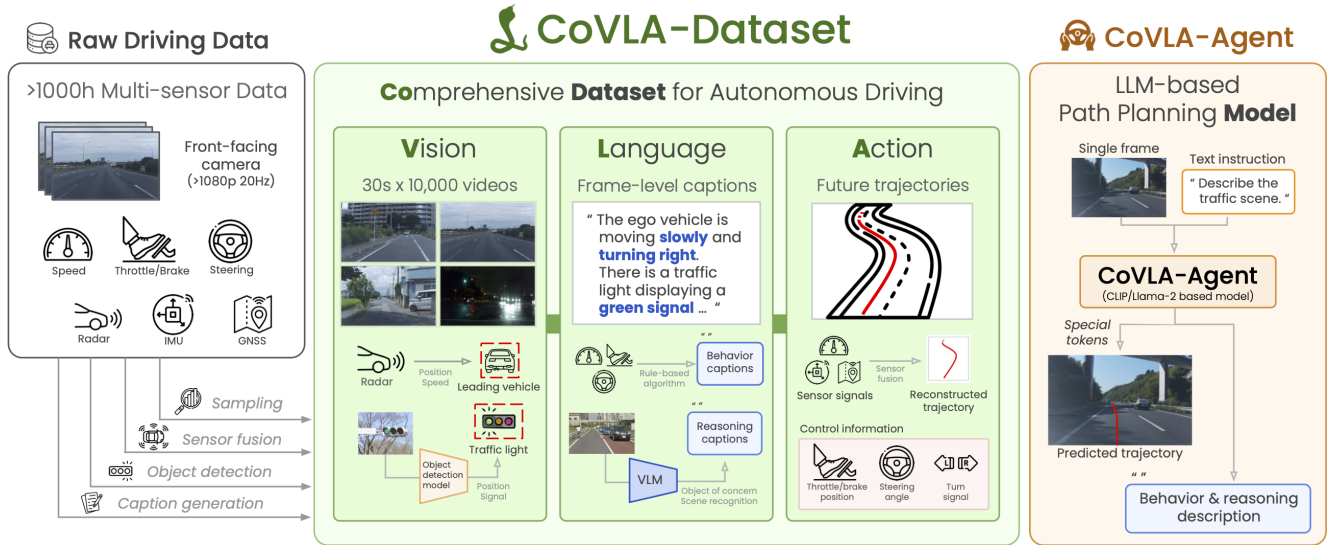 Raw Driving Data
>1000h Multi-sensor Data
Front-facing
camera
(>1080p 20Hz)
Speed
Throttle/Brake
Steering
Radar
IMU
GNSS
Sampling
Sensor fusion
Object detection
Caption generation
CoVLA-Dataset
Comprehensive Dataset for Autonomous Driving
Vision
30s x 10,000 videos
Radar
Position
Speed
Leading vehicle
Traffic light
Object
detection
model
Position
Signal
Language
Frame-level captions
“ The ego vehicle is
moving slowly and
turning right.
There is a traffic
light displaying a
green signal ... “
Rule-based
algorithm
“ ”
Behavior
captions
“ ”
Reasoning
captions
VLM
Object of concern
Scene recognition
Action
Future trajectories
Sensor signals
Sensor
fusion
Reconstructed
trajectory
Control information
L R
Throttle/brake
position
Steering
angle
Turn
signal
CoVLA-Agent
LLM-based
Path Planning Model
Single frame
Text instruction
“ Describe the
traffic scene. “
CoVLA-Agent
(CLIP/Llama-2 based model)
Special
tokens
Predicted trajectory
“ ”
Behavior & reasoning
description